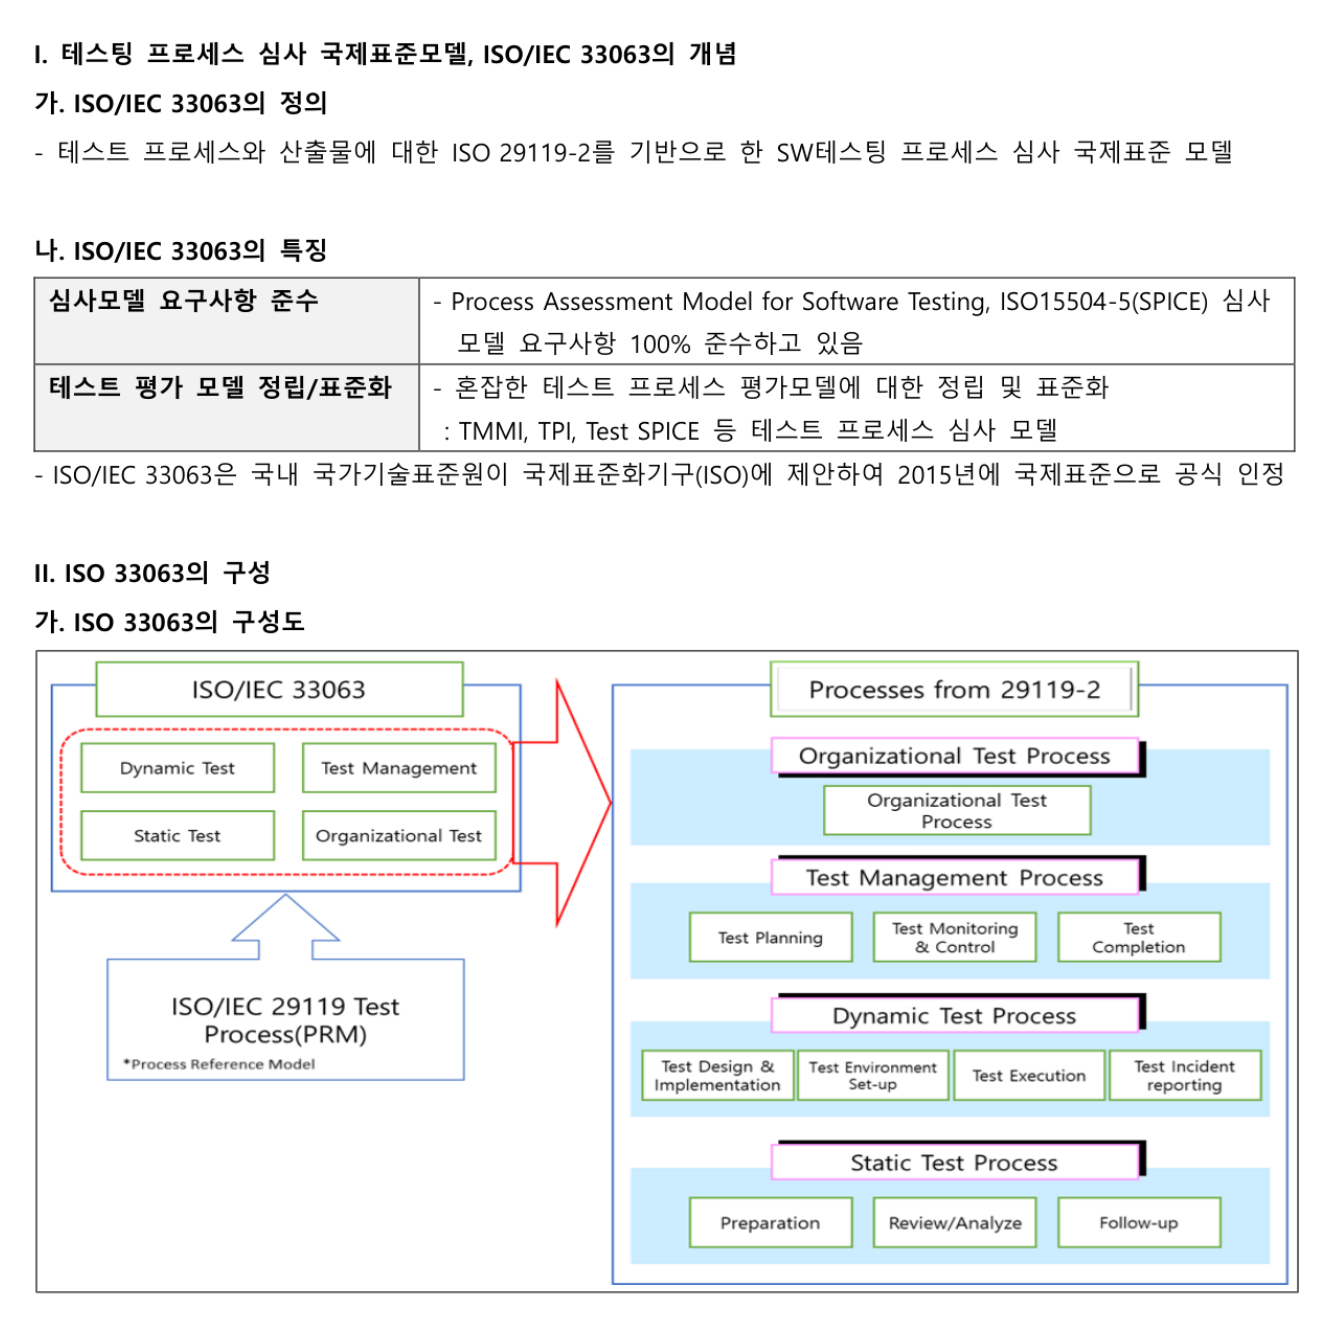 I. 테스팅 프로세스 심사 국제표준모델, ISO/IEC 33063의 개념
가. ISO/IEC 33063의 정의
- 테스트 프로세스와 산출물에 대한 ISO 29119-2를 기반으로 한 SW테스팅 프로세스 심사 국제표준 모델
나. ISO/IEC 33063의 특징
심사모델 요구사항 준수
- Process Assessment Model for Software Testing, ISO15504-5(SPICE) 심사
모델 요구사항 100% 준수하고 있음
테스트 평가 모델 정립/표준화
- 혼잡한 테스트 프로세스 평가모델에 대한 정립 및 표준화
: TMMI, TPI, Test SPICE 등 테스트 프로세스 심사 모델
- ISO/IEC 33063은 국내 국가기술표준원이 국제표준화기구(ISO)에 제안하여 2015년에 국제표준으로 공식 인정
II. ISO 33063의 구성
가. ISO 33063의 구성도
ISO/IEC 33063
Dynamic Test
Test Management
Static Test
Organizational Test
ISO/IEC 29119 Test
Process(PRM)
*Process Reference Model
Processes from 29119-2
Organizational Test Process
Organizational Test
Process
Test Management Process
Test Planning
Test Monitoring
& Control
Test
Completion
Dynamic Test Process
Test Design &
Implementation
Test Environment
Set-up
Test Execution
Test Incident
reporting
Static Test Process
Preparation
Review/Analyze
Follow-up